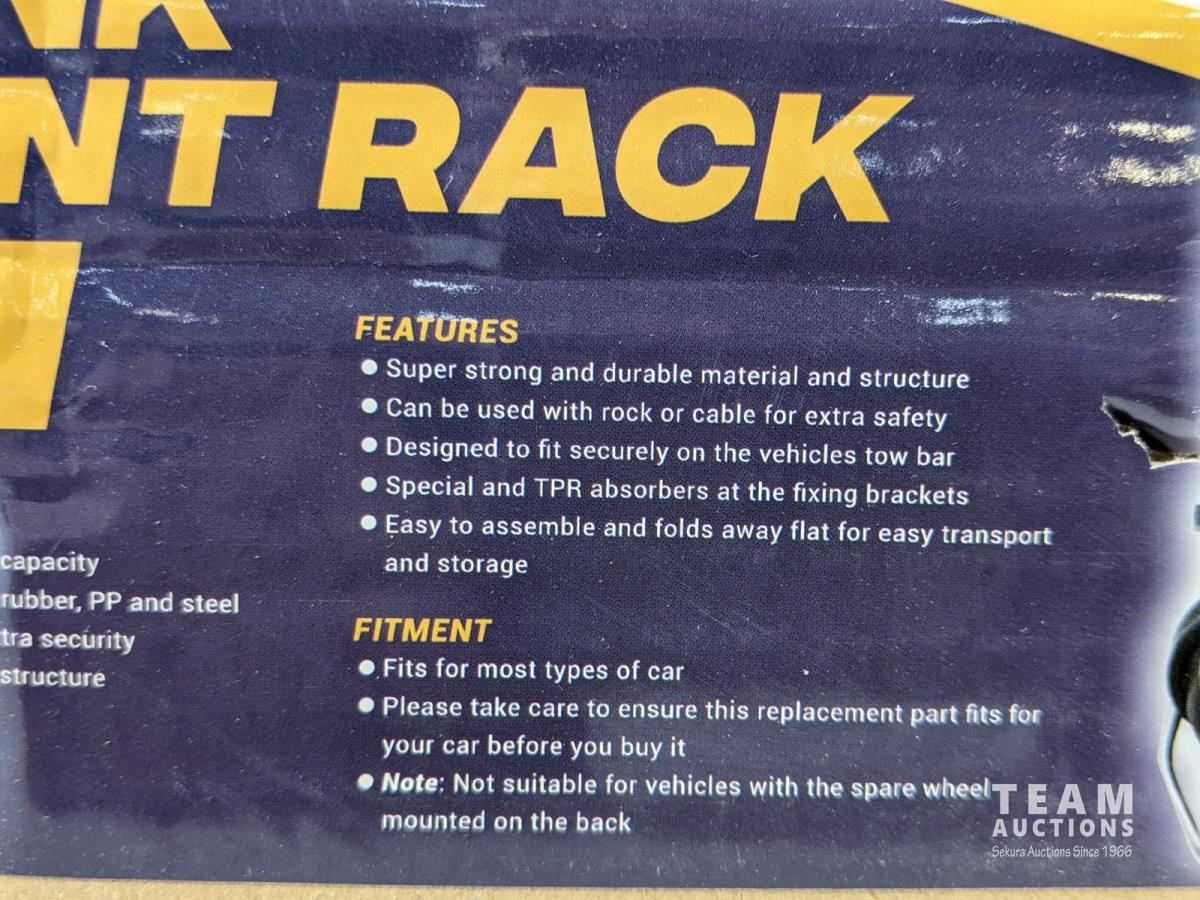 NT RACK
FEATURES
● Super strong and durable material and structure
● Can be used with rock or cable for extra safety
● Designed to fit securely on the vehicles tow bar
● Special and TPR absorbers at the fixing brackets
● Easy to assemble and folds away flat for easy transport
and storage
capacity
rubber, PP and steel
tra security
structure
FITMENT
● Fits for most types of car
● Please take care to ensure this replacement part fits for
your car before you buy it
● Note: Not suitable for vehicles with the spare wheel
mounted on the back
TEAM
AUCTIONS
Sekura Auctions Since 1966